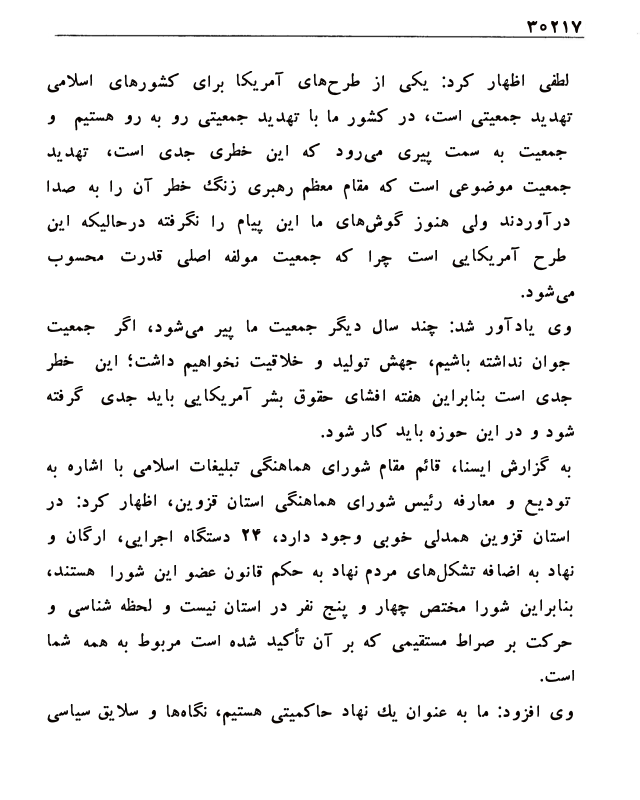 ۳۰۲۱۷
لطفی اظهار کرد: یکی از طرح‌های آمریکا برای کشورهای اسلامی
تهدید جمعیتی است، در کشور ما با تهدید جمعیتی رو به رو هستیم و
جمعیت به سمت پیری می‌رود که این خطری جدی است، تهدید
جمعیت موضوعی است که مقام معظم رهبری زنگ خطر آن را به صدا
درآوردند ولی هنوز گوش‌های ما این پیام را نگرفته درحالیکه این
طرح آمریکایی است چرا که جمعیت مولفه اصلی قدرت محسوب
می‌شود.
وی یادآور شد: چند سال دیگر جمعیت ما پیر می‌شود، اگر جمعیت
جوان نداشته باشیم، جهش تولید و خلاقیت نخواهیم داشت؛ این خطر
جدی است بنابراین هفته افشای حقوق بشر آمریکایی باید جدی گرفته
شود و در این حوزه باید کار شود.
به گزارش ایسنا، قائم مقام شورای هماهنگی تبلیغات اسلامی با اشاره به
تودیع و معارفه رئیس شورای هماهنگی استان قزوین، اظهار کرد: در
استان قزوین همدلی خوبی وجود دارد، ۲۴ دستگاه اجرایی، ارگان و
نهاد به اضافه تشکل‌های مردم نهاد به حکم قانون عضو این شورا هستند،
بنابراین شورا مختص چهار و پنج نفر در استان نیست و لحظه شناسی و
حرکت بر صراط مستقیمی که بر آن تأکید شده است مربوط به همه شما
است.
وی افزود: ما به عنوان یك نهاد حاکمیتی هستیم، نگاه‌ها و سلایق سیاسی